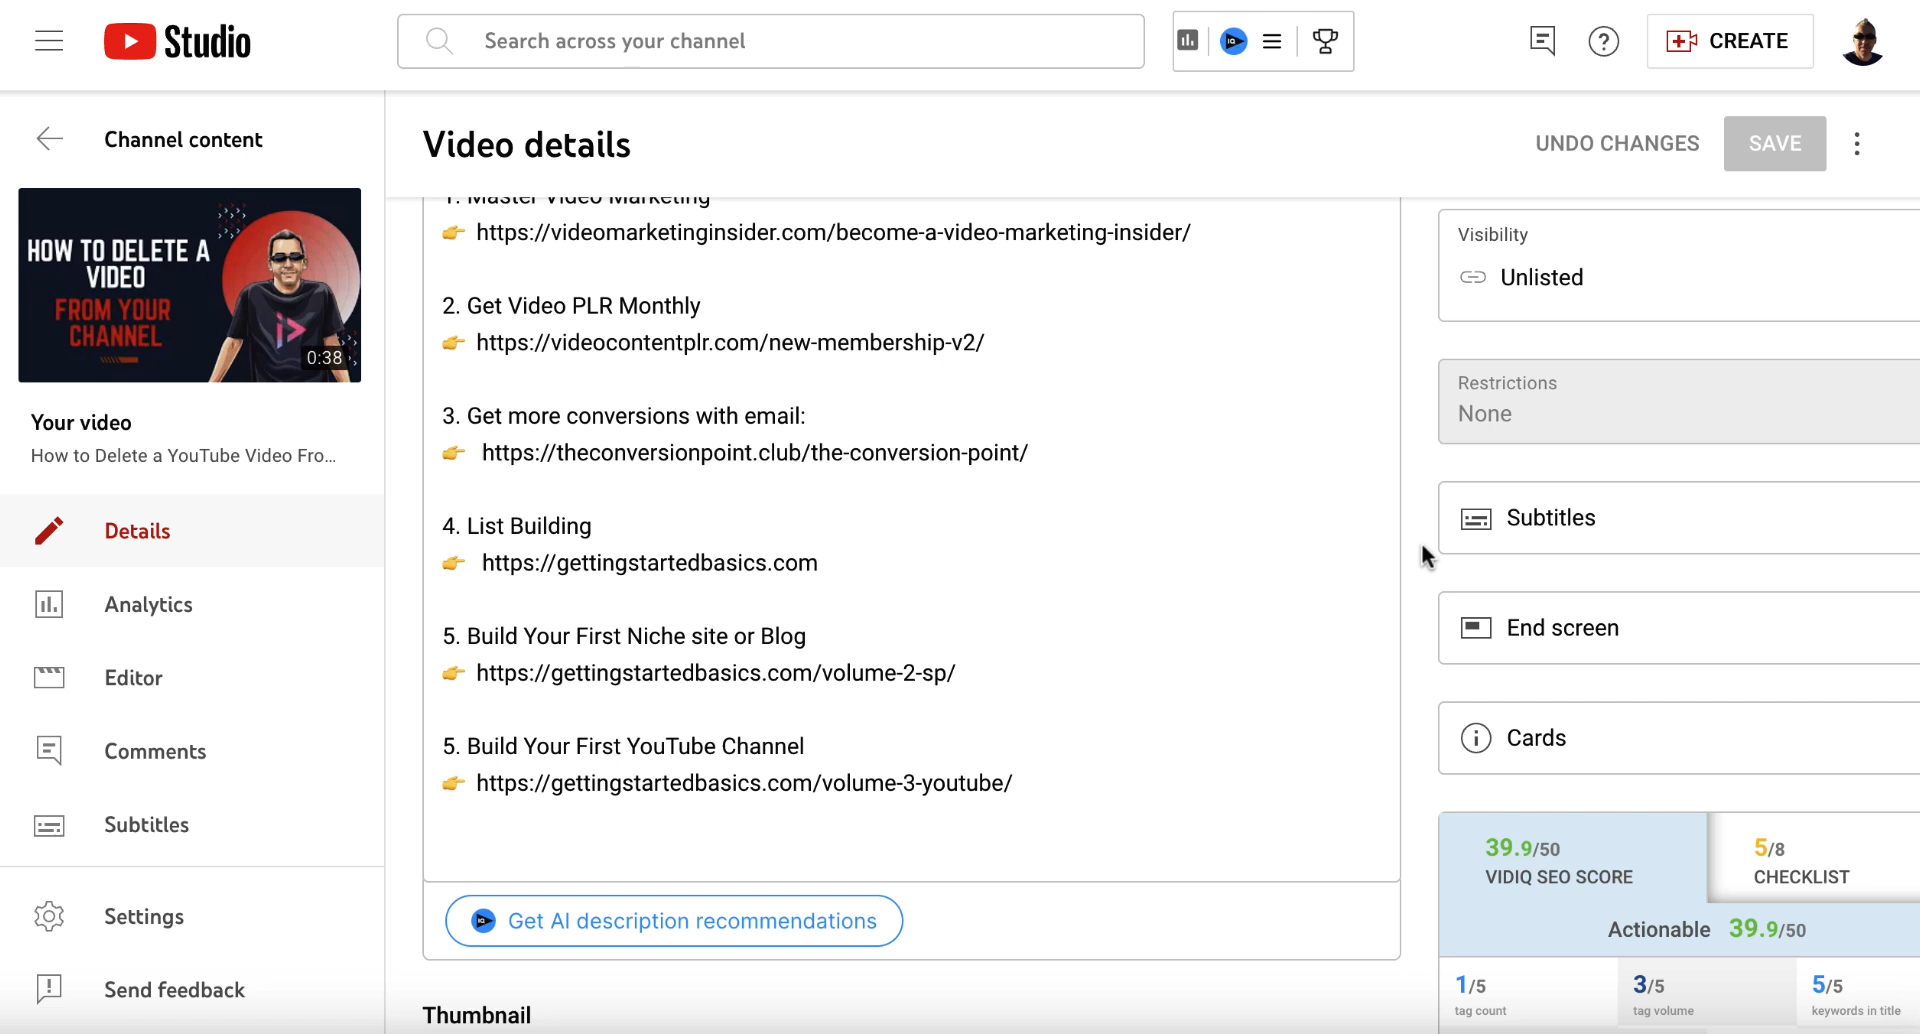 Studio
Search across your channel
CREATE
Channel content
HOW TO DELETE A
VIDEO
FROM YOUR
CHANNEL
0:38
Your video
How to Delete a YouTube Video Fro...
Details
Analytics
Editor
Comments
Subtitles
Settings
Send feedback
Video details
UNDO CHANGES
SAVE
1. Master Video Marketing
👉 https://videomarketinginsider.com/become-a-video-marketing-insider/
2. Get Video PLR Monthly
👉 https://videocontentplr.com/new-membership-v2/
3. Get more conversions with email:
👉 https://theconversionpoint.club/the-conversion-point/
4. List Building
👉 https://gettingstartedbasics.com
5. Build Your First Niche site or Blog
👉 https://gettingstartedbasics.com/volume-2-sp/
5. Build Your First YouTube Channel
👉 https://gettingstartedbasics.com/volume-3-youtube/
Get AI description recommendations
Thumbnail
Visibility
Unlisted
Restrictions
None
Subtitles
End screen
Cards
39.9/50
VIDIQ SEO SCORE
5/8
CHECKLIST
Actionable 39.9/50
1/5
tag count
3/5
tag volume
5/5
keywords in title